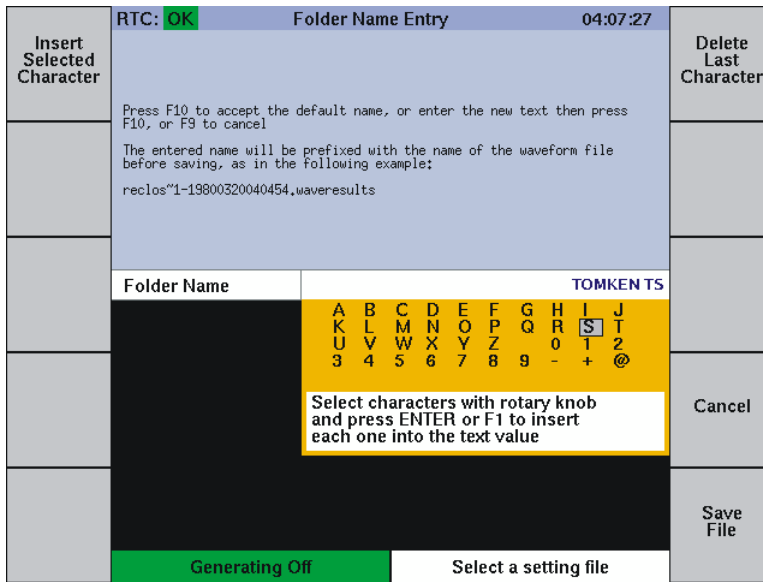 RTC: OK Folder Name Entry 04:07:27
Insert
Selected
Character
Delete
Last
Character
Press F10 to accept the default name, or enter the new text then press
F10, or F9 to cancel
The entered name will be prefixed with the name of the waveform file
before saving, as in the following example:
reclos~1-19800320040454.waveresults
Folder Name TOMKEN TS
A B C D E F G H I J
K L M N O P Q R S T
U V W X Y Z 0 1 2
3 4 5 6 7 8 9 - + @
Select characters with rotary knob
and press ENTER or F1 to insert
each one into the text value
Cancel
Save
File
Generating Off Select a setting file